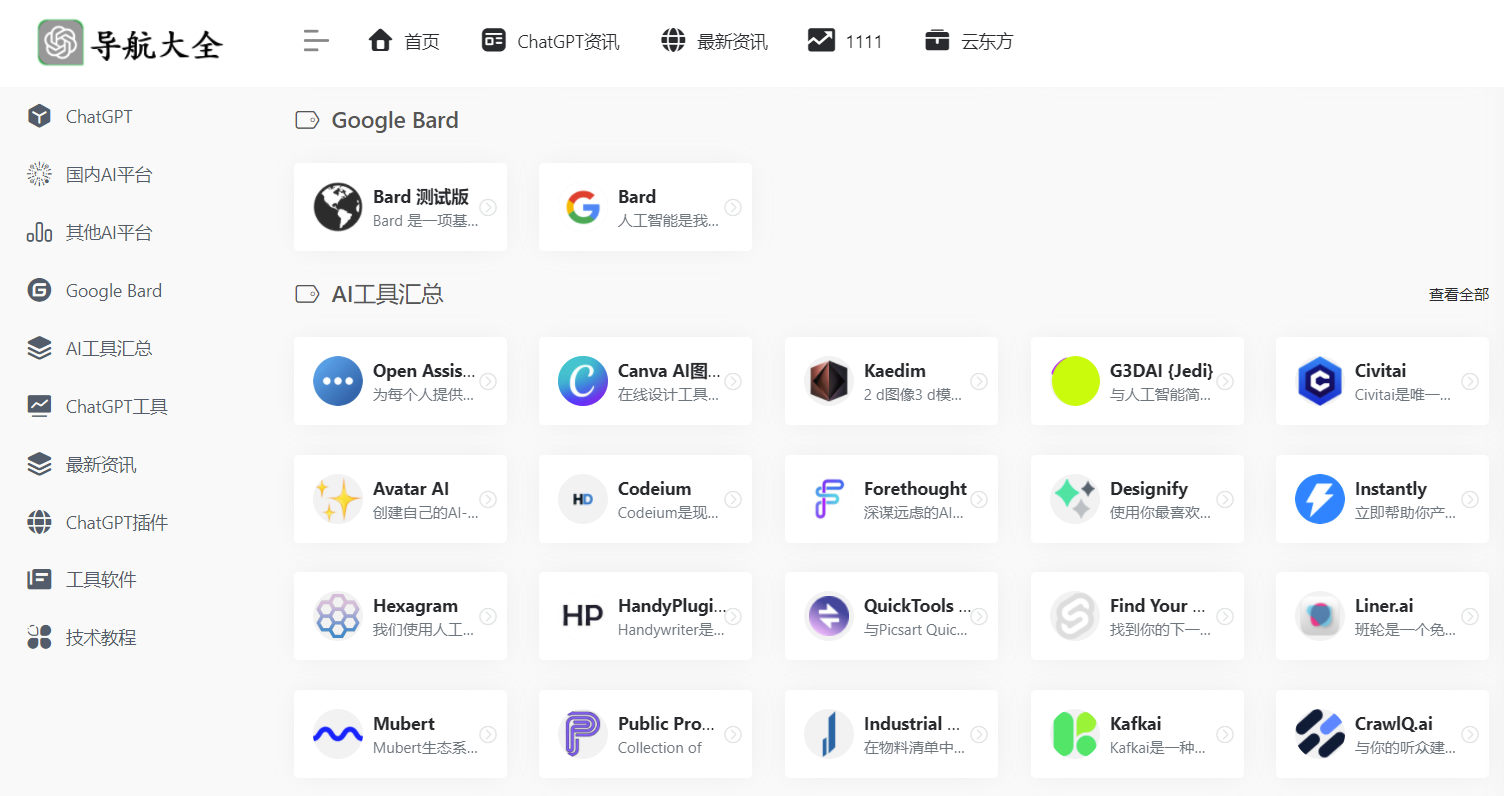 导航大全
首页
ChatGPT资讯
最新资讯
1111
云东方
ChatGPT
国内AI平台
其他AI平台
Google Bard
AI工具汇总
ChatGPT工具
最新资讯
ChatGPT插件
工具软件
技术教程
Google Bard
Bard 测试版
Bard 是一项基...
Bard
人工智能是我...
AI工具汇总
查看全部
Open Assis...
为每个人提供...
Canva AI图...
在线设计工具...
Kaedim
2 d图像3 d模...
G3DAI {Jedi}
与人工智能简...
Civitai
Civitai是唯一...
Avatar AI
创建自己的AI-...
HD
Codeium
Codeium是现...
Forethought
深谋远虑的AI...
Designify
使用你最喜欢...
Instantly
立即帮助你产...
Hexagram
我们使用人工...
HP
HandyPlugi...
Handywriter是...
QuickTools ...
与Picsart Quic...
Find Your ...
找到你的下一...
Liner.ai
班轮是一个免...
Mubert
Mubert生态系...
Public Pro...
Collection of
Industrial ...
在物料清单中...
Kafkai
Kafkai是一种...
CrawlQ.ai
与你的听众建...